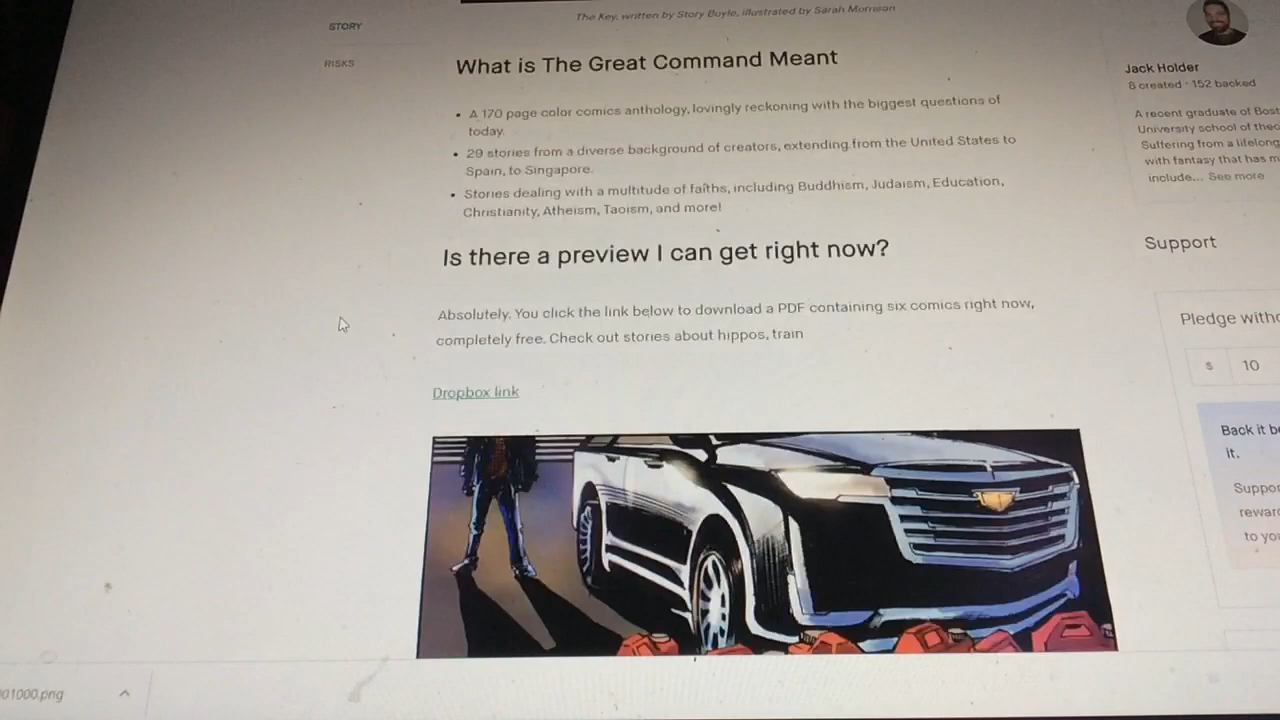 The Key, written by Story Boyle, illustrated by Sarah Morrison
STORY
RISKS
What is The Great Command Meant
• A 170 page color comics anthology, lovingly reckoning with the biggest questions of
today.
• 29 stories from a diverse background of creators, extending from the United States to
Spain, to Singapore.
• Stories dealing with a multitude of faiths, including Buddhism, Judaism, Education,
Christianity, Atheism, Taoism, and more!
Is there a preview I can get right now?
Absolutely. You click the link below to download a PDF containing six comics right now,
completely free. Check out stories about hippos, train
Dropbox link
Jack Holder
8 created · 152 backed
A recent graduate of Bost
University school of theo
Suffering from a lifelong
with fantasy that has m
include... See more
Support
Pledge witho
$ 10
Back it be
it.
Suppor
reward
to you
01000.png